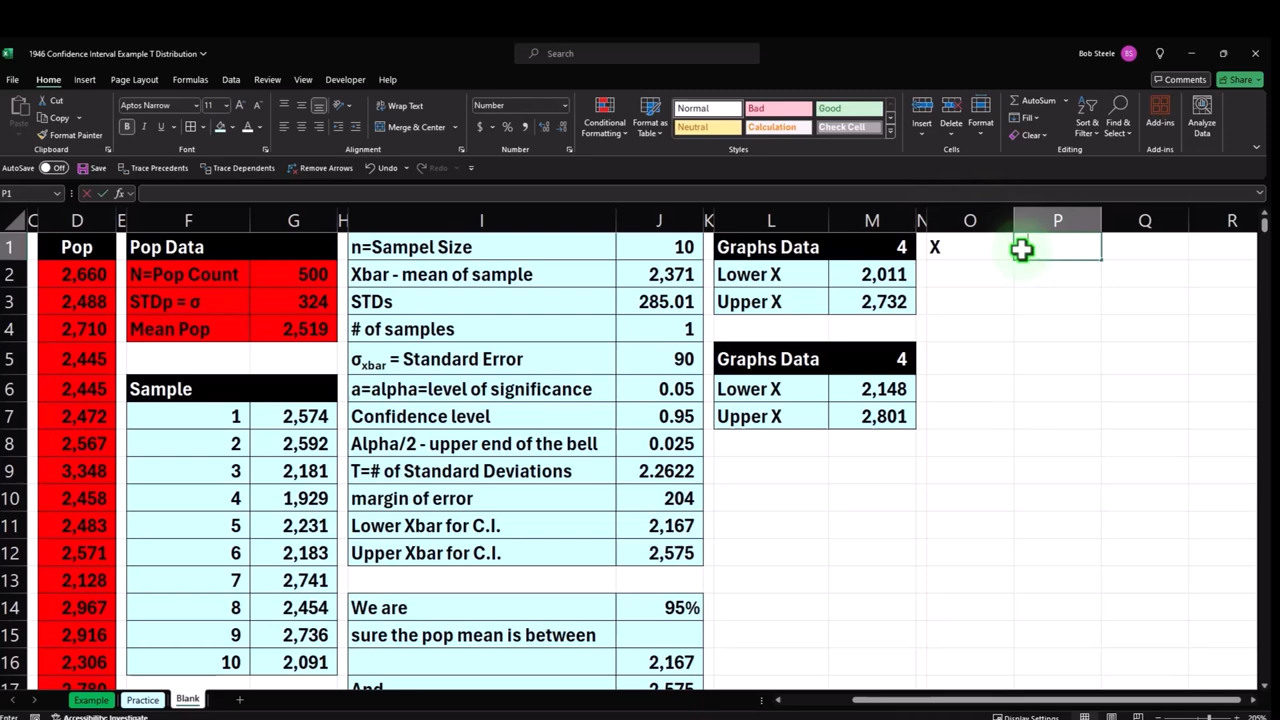 1946 Confidence Interval Example T Distribution
Search
Bob Steele
BS
File Home Insert Page Layout Formulas Data Review View Developer Help
Comments
Share
Paste
Cut
Copy
Format Painter
Clipboard
Aptos Narrow
11
Font
Wrap Text
Merge & Center
Alignment
Number
Number
Conditional Formatting
Format as Table
Normal Bad Good
Neutral Calculation Check Cell
Styles
Insert Delete Format
Cells
AutoSum
Fill
Clear
Sort & Filter
Find & Select
Editing
Add-ins
Add-ins
Analyze Data
AutoSave Off Save Trace Precedents Trace Dependents Remove Arrows Undo Redo
P1 fx
C D E F G H I J K L M N O P Q R
1 Pop Pop Data n=Sampel Size 10 Graphs Data 4 X
2 2,660 N=Pop Count 500 Xbar - mean of sample 2,371 Lower X 2,011
3 2,488 STDp = σ 324 STDs 285.01 Upper X 2,732
4 2,710 Mean Pop 2,519 # of samples 1
5 2,445 σxbar = Standard Error 90 Graphs Data 4
6 2,445 Sample a=alpha=level of significance 0.05 Lower X 2,148
7 2,472 1 2,574 Confidence level 0.95 Upper X 2,801
8 2,567 2 2,592 Alpha/2 - upper end of the bell 0.025
9 3,348 3 2,181 T=# of Standard Deviations 2.2622
10 2,458 4 1,929 margin of error 204
11 2,483 5 2,231 Lower Xbar for C.I. 2,167
12 2,571 6 2,183 Upper Xbar for C.I. 2,575
13 2,128 7 2,741
14 2,967 8 2,454 We are 95%
15 2,916 9 2,736 sure the pop mean is between
16 2,306 10 2,091 2,167
17 2,780 And 2,575
Example Practice Blank
Enter Accessibility: Investigate Display Settings 205%